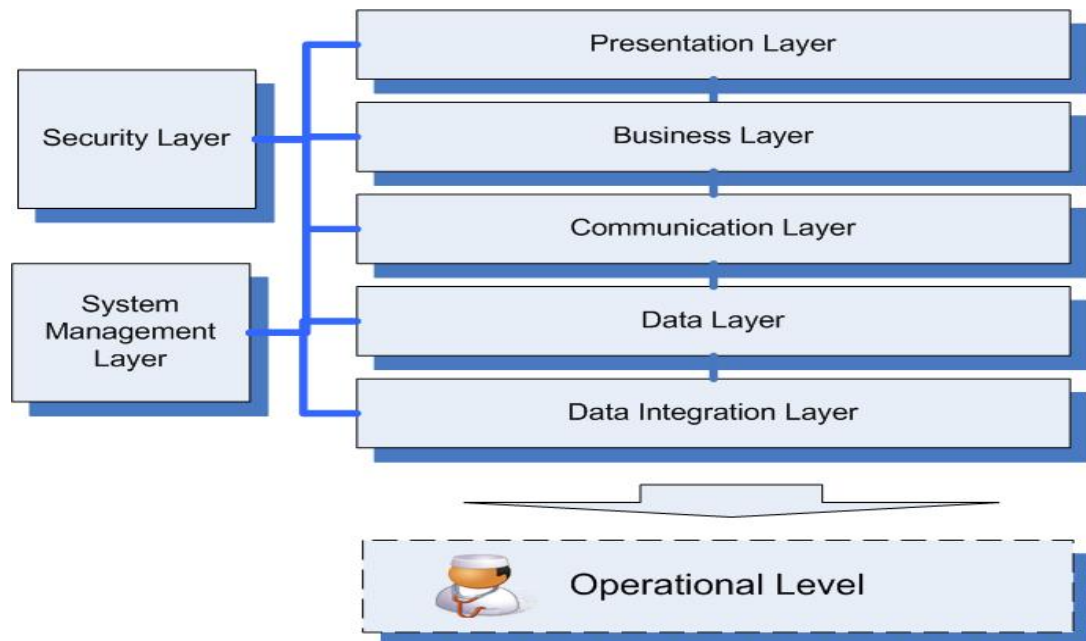 Presentation Layer
Security Layer
Business Layer
Communication Layer
System
Management
Layer
Data Layer
Data Integration Layer
Operational Level